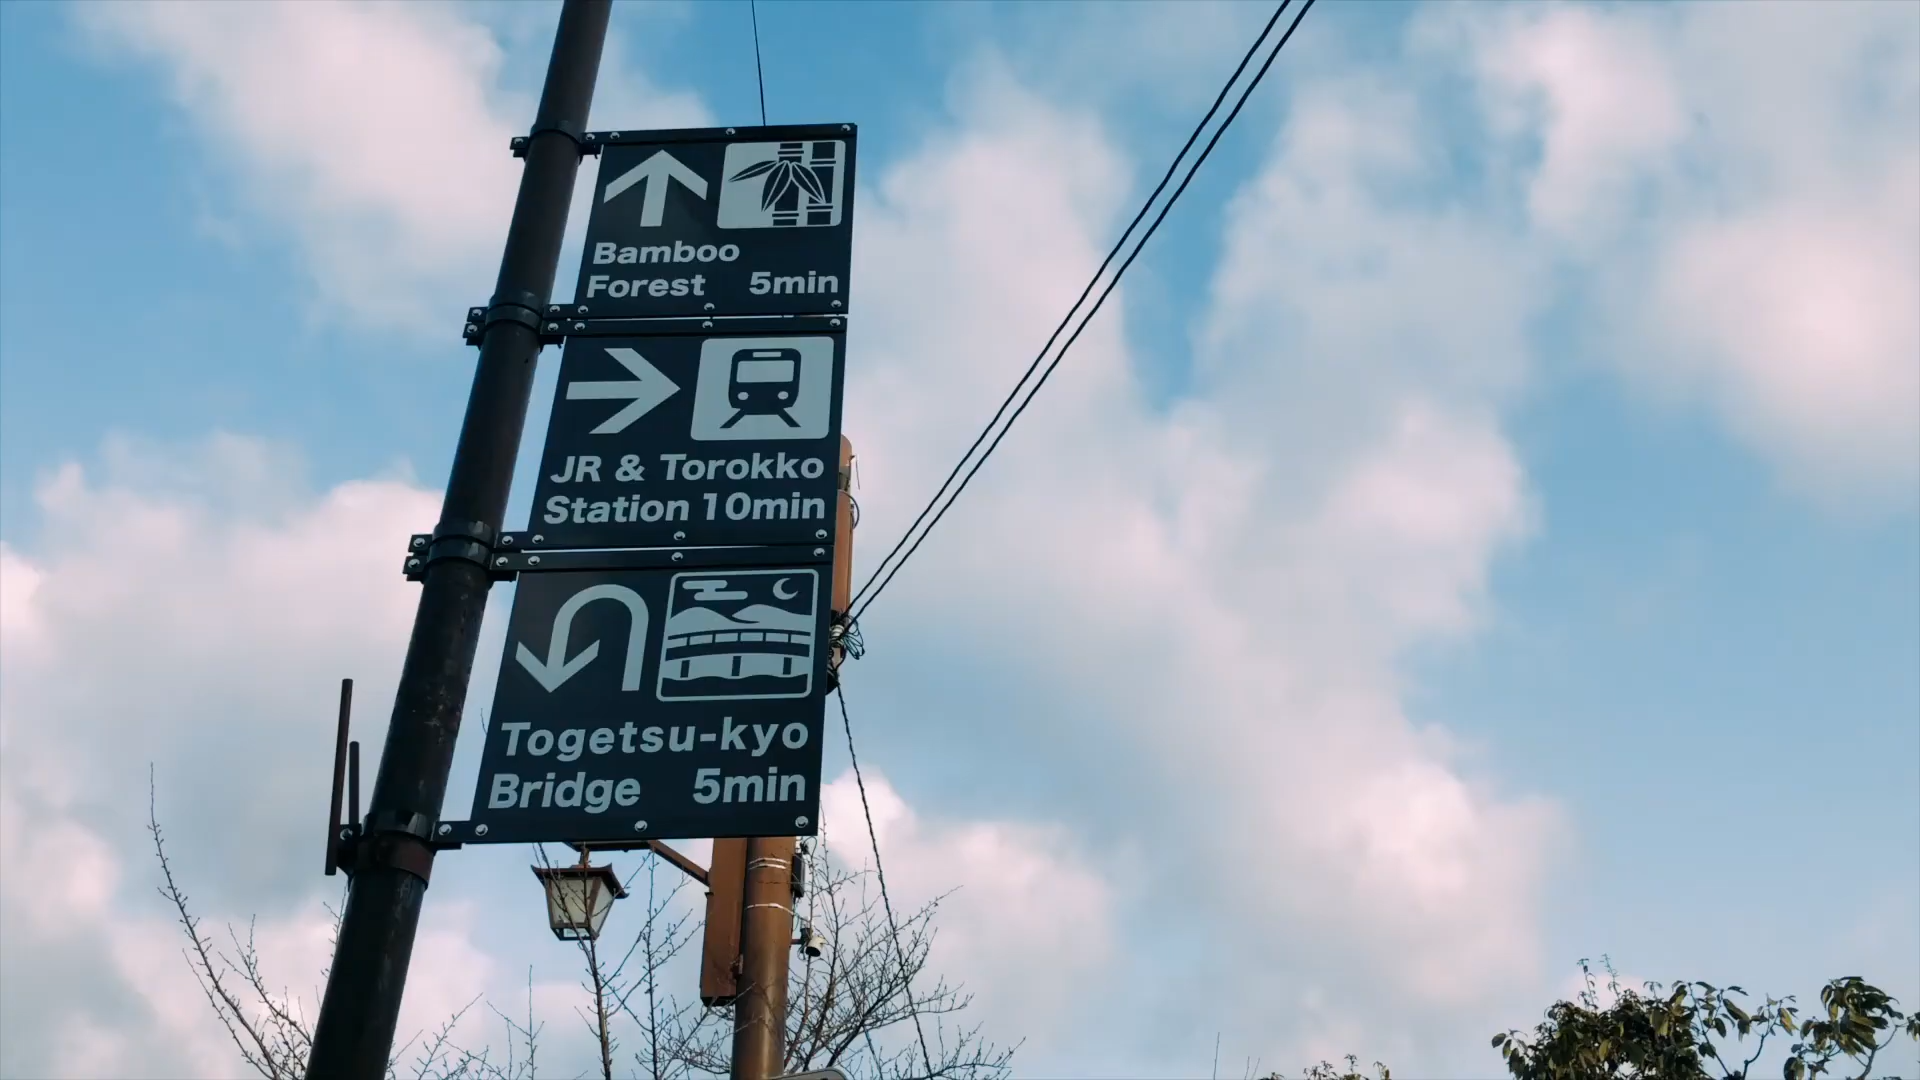 Bamboo
Forest 5min
JR & Torokko
Station 10min
Togetsu-kyo
Bridge 5min